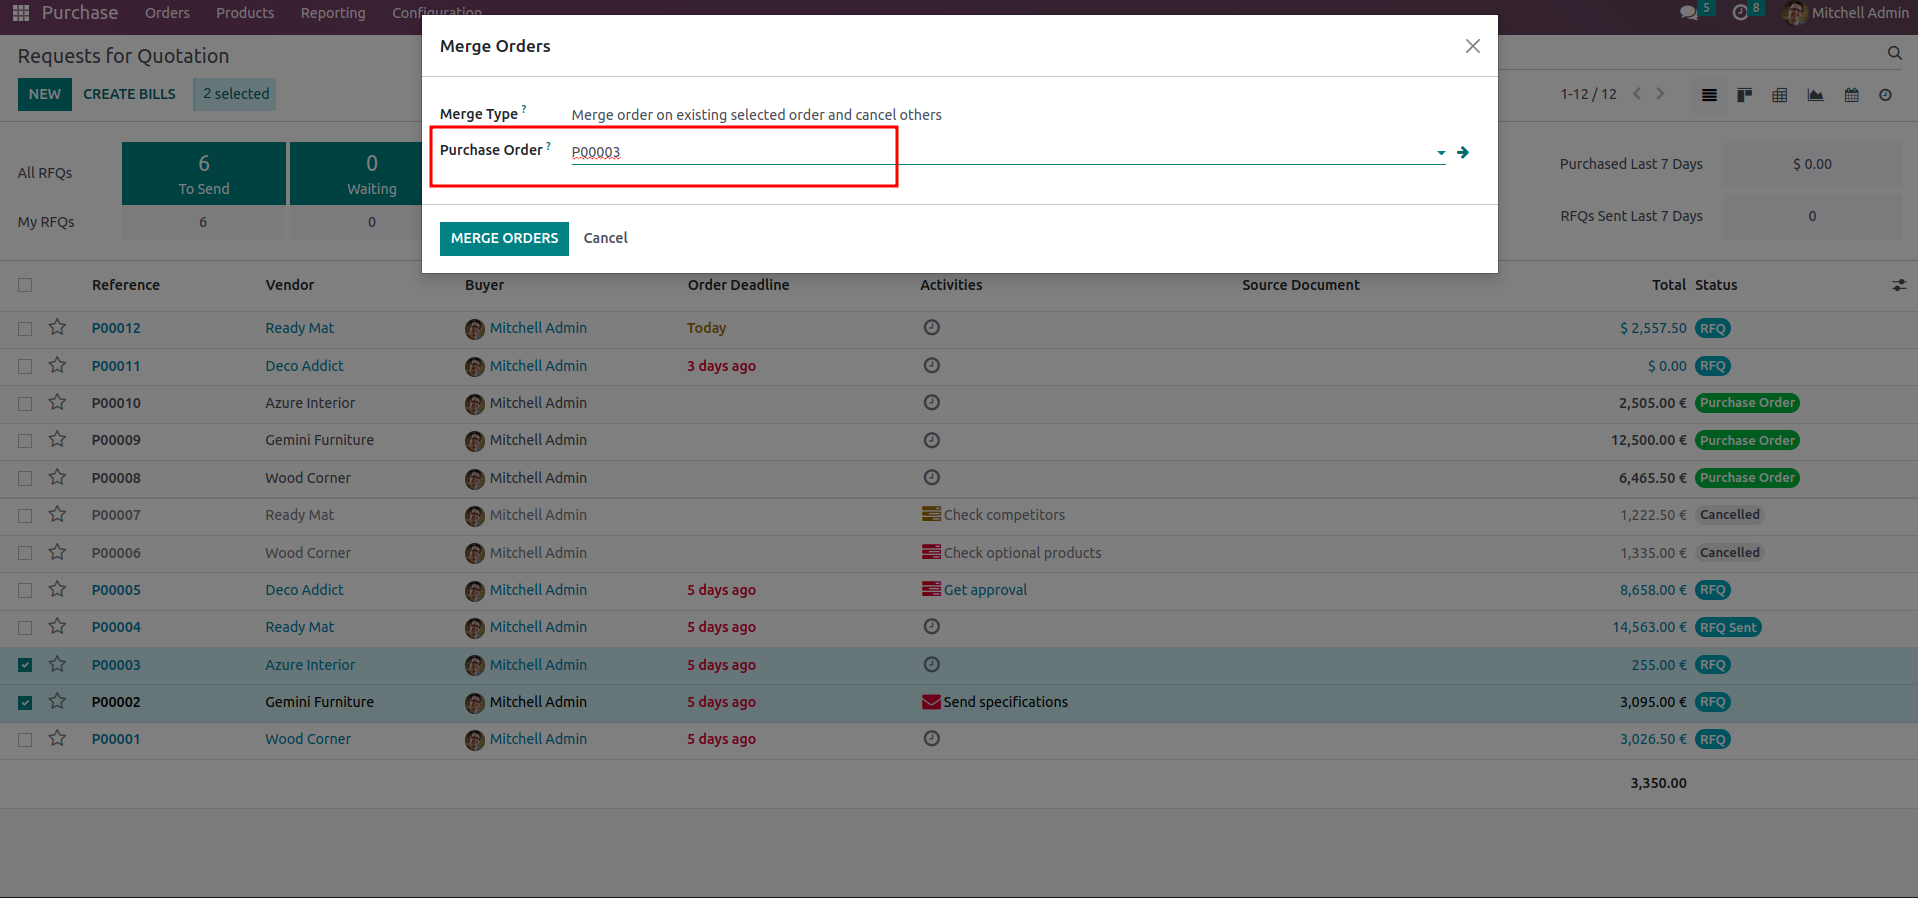 Purchase Orders Products Reporting Configuration 5 8 Mitchell Admin
Requests for Quotation
NEW CREATE BILLS 2 selected
1-12 / 12
Merge Orders
Merge Type ? Merge order on existing selected order and cancel others
Purchase Order ? P00003
MERGE ORDERS Cancel
All RFQs 6 To Send 0 Waiting
My RFQs 6 0
Purchased Last 7 Days $ 0.00
RFQs Sent Last 7 Days 0
Reference Vendor Buyer Order Deadline Activities Source Document Total Status
P00012 Ready Mat Mitchell Admin Today $ 2,557.50 RFQ
P00011 Deco Addict Mitchell Admin 3 days ago $ 0.00 RFQ
P00010 Azure Interior Mitchell Admin 2,505.00 € Purchase Order
P00009 Gemini Furniture Mitchell Admin 12,500.00 € Purchase Order
P00008 Wood Corner Mitchell Admin 6,465.50 € Purchase Order
P00007 Ready Mat Mitchell Admin Check competitors 1,222.50 € Cancelled
P00006 Wood Corner Mitchell Admin Check optional products 1,335.00 € Cancelled
P00005 Deco Addict Mitchell Admin 5 days ago Get approval 8,658.00 € RFQ
P00004 Ready Mat Mitchell Admin 5 days ago 14,563.00 € RFQ Sent
P00003 Azure Interior Mitchell Admin 5 days ago 255.00 € RFQ
P00002 Gemini Furniture Mitchell Admin 5 days ago Send specifications 3,095.00 € RFQ
P00001 Wood Corner Mitchell Admin 5 days ago 3,026.50 € RFQ
3,350.00